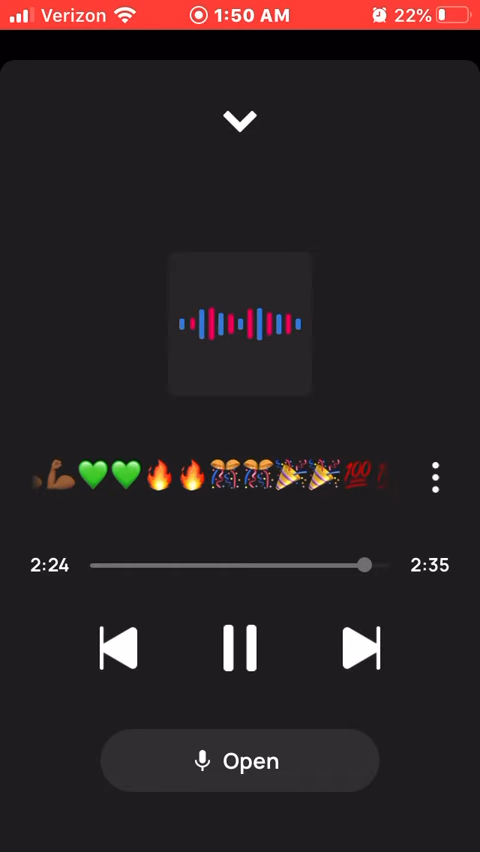 Verizon 1:50 AM 22%
💪🏾💚💚🔥🔥🎊🎊🎉🎉💯
2:24 2:35
Open